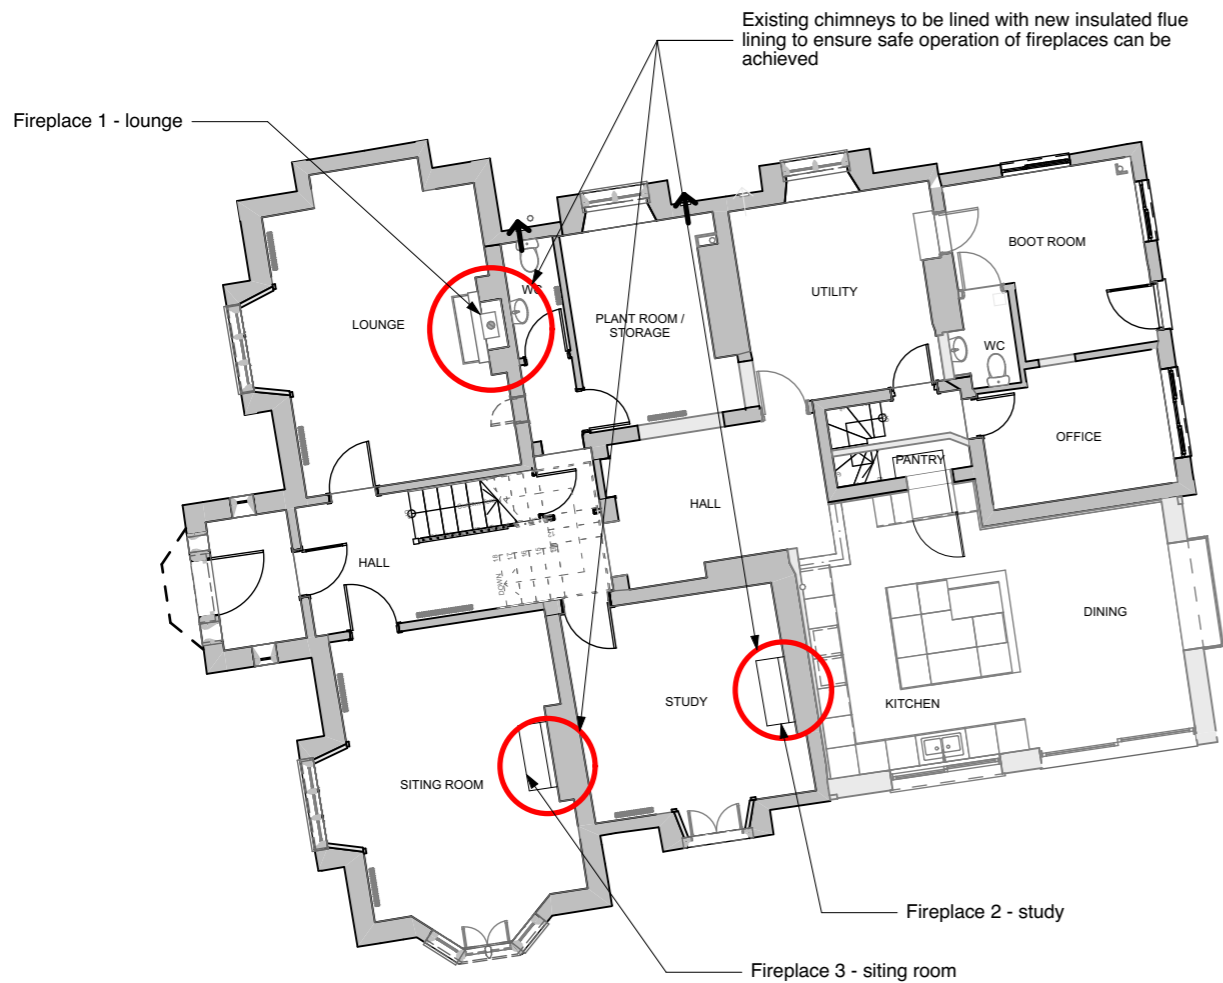 Existing chimneys to be lined with new insulated flue
lining to ensure safe operation of fireplaces can be
achieved
Fireplace 1 - lounge
BOOT ROOM
WC
UTILITY
LOUNGE
PLANT ROOM /
STORAGE
WC
OFFICE
PANTRY
HALL
HALL
DOWN
DINING
STUDY
KITCHEN
SITING ROOM
Fireplace 2 - study
Fireplace 3 - siting room